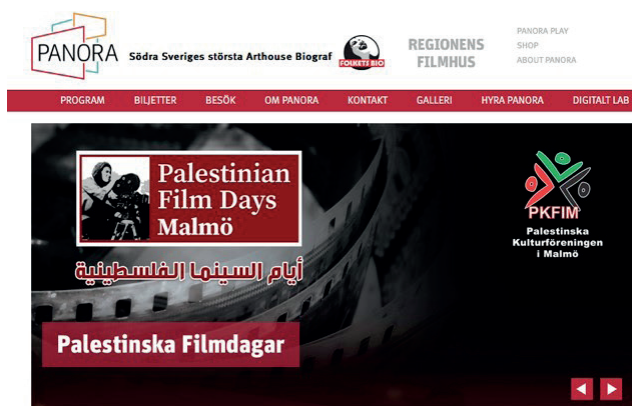 PANORA
Södra Sveriges största Arthouse Biograf
FOLKETS BIO
REGIONENS
FILMHUS
PANORA PLAY
SHOP
ABOUT PANORA
PROGRAM BILJETTER BESÖK OM PANORA KONTAKT GALLERI HYRA PANORA DIGITALT LAB
Palestinian
Film Days
Malmö
أيام السينما الفلسطينية
Palestinska Filmdagar
PKFIM
Palestinska
Kulturföreningen
i Malmö